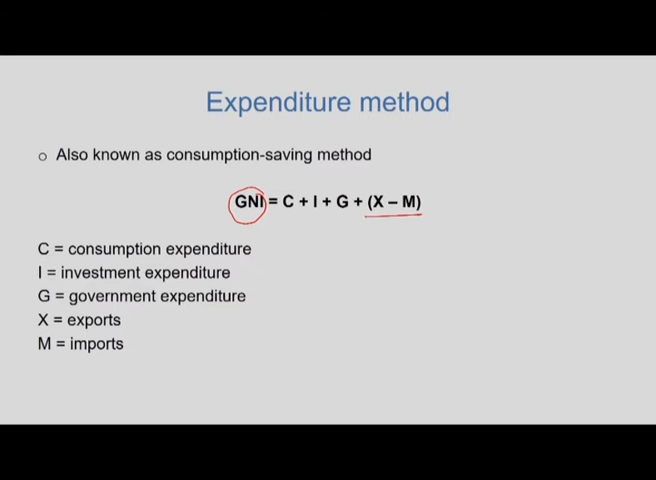 Expenditure method
o Also known as consumption-saving method
GNI = C + I + G + (X – M)
C = consumption expenditure
I = investment expenditure
G = government expenditure
X = exports
M = imports